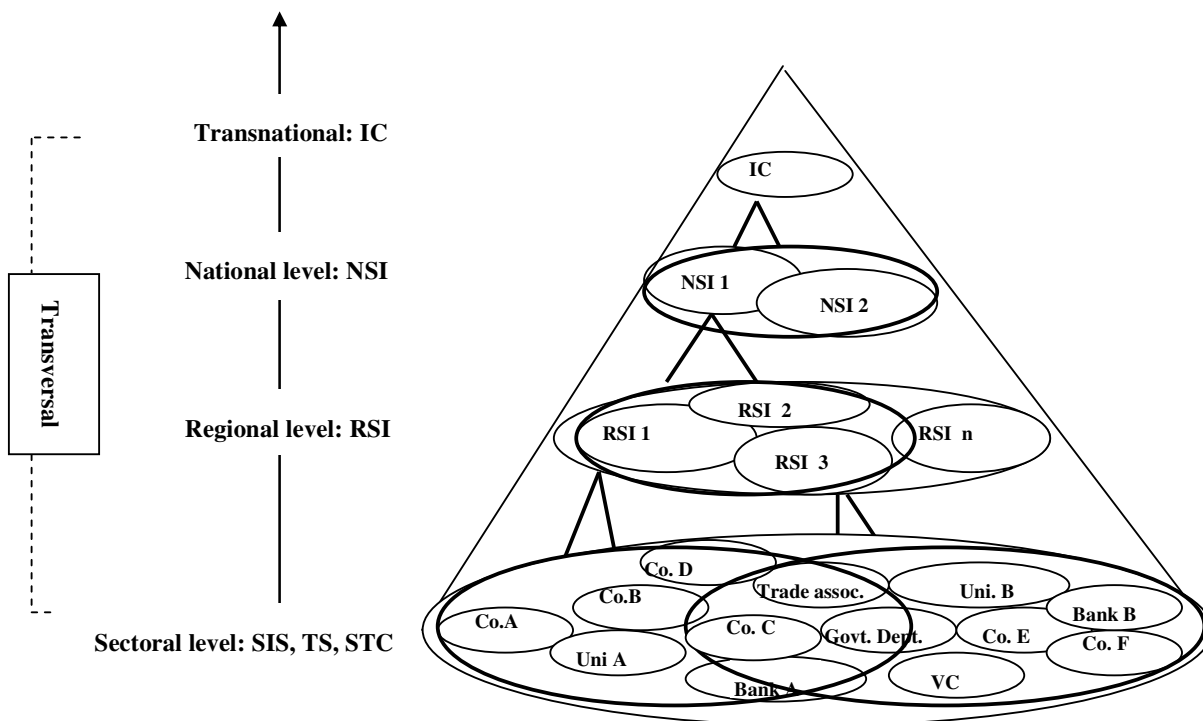 Transnational: IC
IC
National level: NSI
NSI 1
NSI 2
Transversal
Regional level: RSI
RSI 1
RSI 2
RSI 3
RSI n
Sectoral level: SIS, TS, STC
Co. D
Trade assoc.
Uni. B
Co.B
Bank B
Co.A
Co. C
Govt. Dept.
Co. E
Co. F
Uni A
Bank A
VC